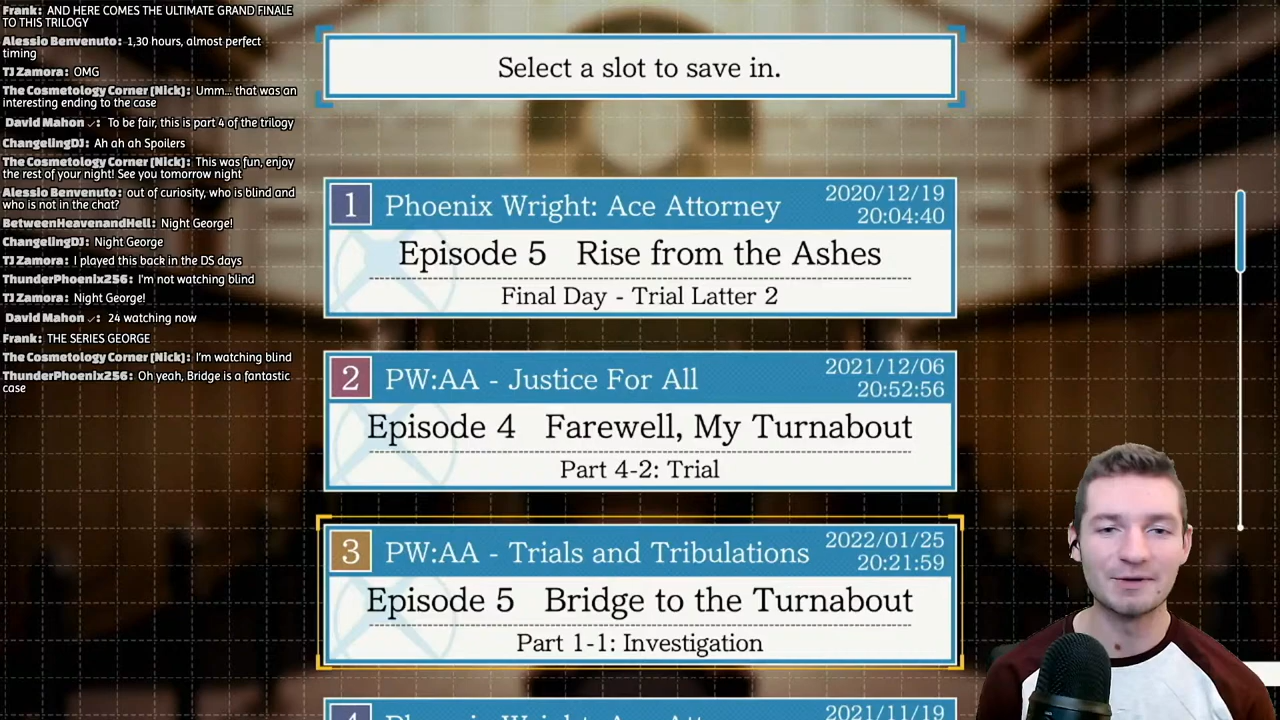 Frank: AND HERE COMES THE ULTIMATE GRAND FINALE
TO THIS TRILOGY
Alessio Benvenuto: 1,30 hours, almost perfect
timing
TJ Zamora: OMG
The Cosmetology Corner [Nick]: Umm... that was an
interesting ending to the case
David Mahon ✓: To be fair, this is part 4 of the trilogy
ChangelingDJ: Ah ah ah Spoilers
The Cosmetology Corner [Nick]: This was fun, enjoy
the rest of your night! See you tomorrow night
Alessio Benvenuto: out of curiosity, who is blind and
who is not in the chat?
BetweenHeavenandHell: Night George!
ChangelingDJ: Night George
TJ Zamora: I played this back in the DS days
ThunderPhoenix256: I'm not watching blind
TJ Zamora: Night George!
David Mahon ✓: 24 watching now
Frank: THE SERIES GEORGE
The Cosmetology Corner [Nick]: I'm watching blind
ThunderPhoenix256: Oh yeah, Bridge is a fantastic
case
Select a slot to save in.
1 Phoenix Wright: Ace Attorney 2020/12/19
20:04:40
Episode 5 Rise from the Ashes
Final Day - Trial Latter 2
2 PW:AA - Justice For All 2021/12/06
20:52:56
Episode 4 Farewell, My Turnabout
Part 4-2: Trial
3 PW:AA - Trials and Tribulations 2022/01/25
20:21:59
Episode 5 Bridge to the Turnabout
Part 1-1: Investigation
4 Phoenix Wright: Ace Attorney 2021/11/19